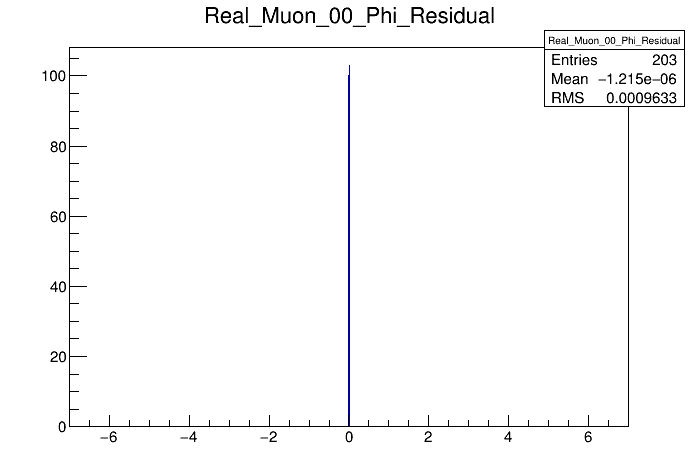 Real_Muon_00_Phi_Residual
Real_Muon_00_Phi_Residual
Entries 203
Mean −1.215e−06
RMS 0.0009633
100
80
60
40
20
0
−6 −4 −2 0 2 4 6